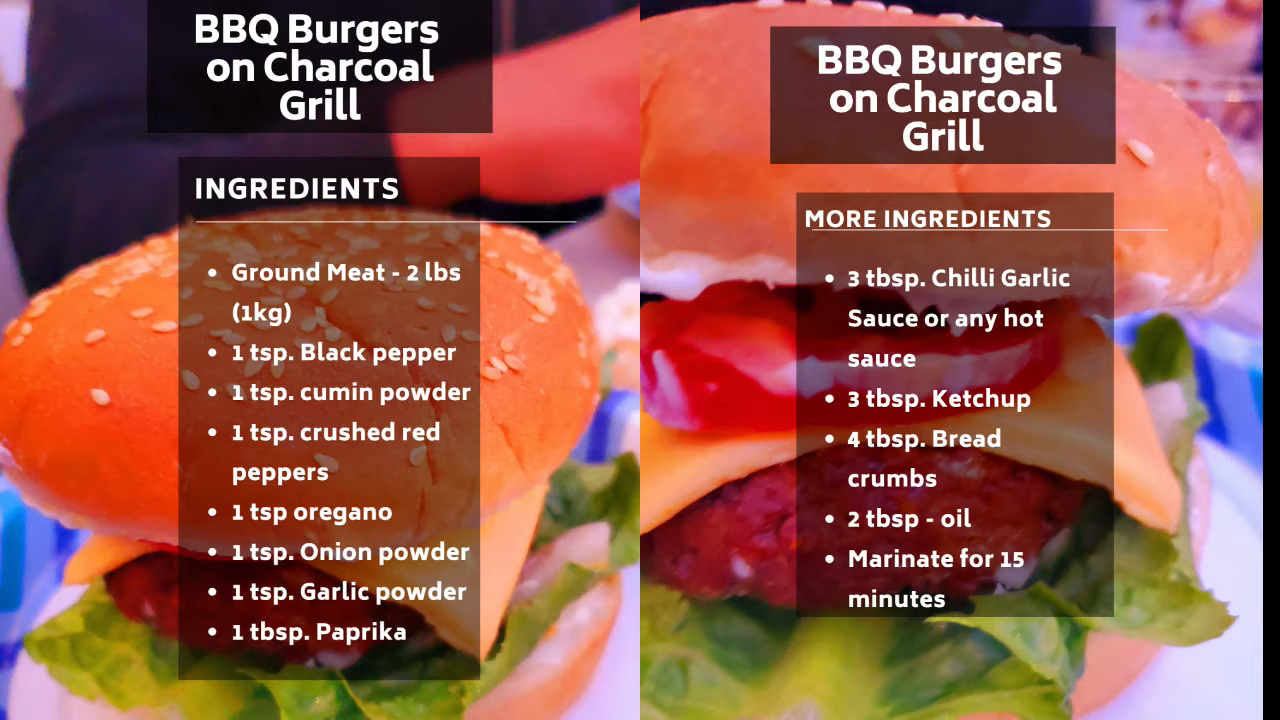 BBQ Burgers
on Charcoal
Grill
INGREDIENTS
• Ground Meat - 2 lbs
(1kg)
• 1 tsp. Black pepper
• 1 tsp. cumin powder
• 1 tsp. crushed red
peppers
• 1 tsp oregano
• 1 tsp. Onion powder
• 1 tsp. Garlic powder
• 1 tbsp. Paprika
BBQ Burgers
on Charcoal
Grill
MORE INGREDIENTS
• 3 tbsp. Chilli Garlic
Sauce or any hot
sauce
• 3 tbsp. Ketchup
• 4 tbsp. Bread
crumbs
• 2 tbsp - oil
• Marinate for 15
minutes